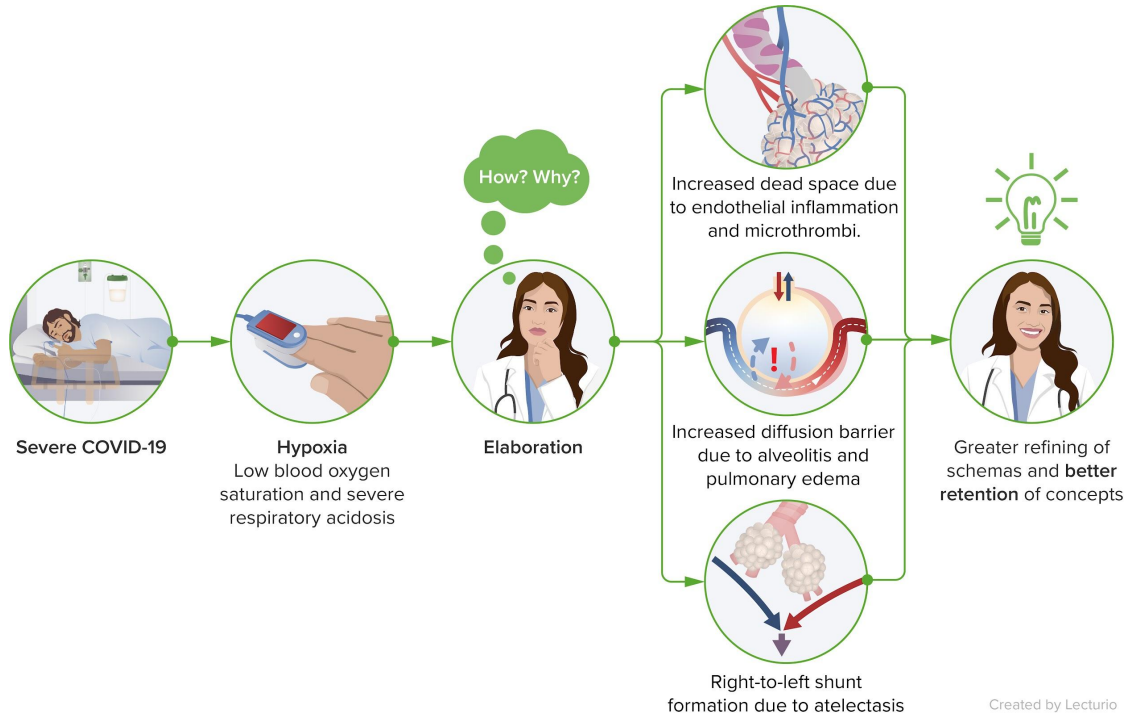 How? Why?
Severe COVID-19
Hypoxia
Low blood oxygen
saturation and severe
respiratory acidosis
Elaboration
Increased dead space due
to endothelial inflammation
and microthrombi.
!
Increased diffusion barrier
due to alveolitis and
pulmonary edema
Right-to-left shunt
formation due to atelectasis
Greater refining of
schemas and better
retention of concepts
Created by Lecturio